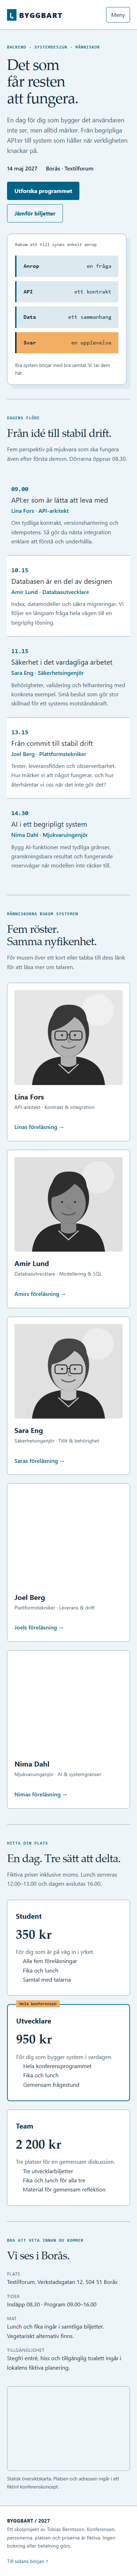 BYGGBART
Meny
BACKEND · SYSTEMDESIGN · MÄNNISKOR
Det som
får resten
att fungera.
En dag för dig som bygger det användaren
inte ser, men alltid märker. Från begripliga
API:er till system som håller när verkligheten
knackar på.
14 maj 2027 Borås · Textilforum
Utforska programmet
Jämför biljetter
Bakom ett till synes enkelt anrop
Anrop en fråga
API ett kontrakt
Data ett sammanhang
Svar en upplevelse
Bra system börjar med bra samtal. Vi tar dem
här.
DAGENS FLÖDE
Från idé till stabil drift.
Fem perspektiv på mjukvara som ska fungera
även efter första demon. Dörrarna öppnar 08.30.
09.00
API:er som är lätta att leva med
Lina Fors · API-arkitekt
Om tydliga kontrakt, versionshantering och
idempotens. Så gör du nästa integration
enklare att förstå och underhålla.
10.15
Databasen är en del av designen
Amir Lund · Databasutvecklare
Index, datamodeller och säkra migreringar. Vi
följer en långsam fråga hela vägen till en
begriplig lösning.
11.15
Säkerhet i det vardagliga arbetet
Sara Eng · Säkerhetsingenjör
Behörigheter, validering och felhantering med
konkreta exempel. Små beslut som gör stor
skillnad för ett systems motståndskraft.
13.15
Från commit till stabil drift
Joel Berg · Plattformstekniker
Tester, leveransflöden och observerbarhet.
Hur märker vi att något fungerar, och hur
återhämtar vi oss när det inte gör det?
14.30
AI i ett begripligt system
Nima Dahl · Mjukvaruingenjör
Bygg AI-funktioner med tydliga gränser,
granskningsbara resultat och fungerande
reservvägar när modellen inte räcker till.
MÄNNISKORNA BAKOM SYSTEMEN
Fem röster.
Samma nyfikenhet.
För musen över ett kort eller tabba till dess länk
för att läsa mer om talaren.
Lina Fors
API-arkitekt · Kontrakt & integration
Linas föreläsning →
Amir Lund
Databasutvecklare · Modellering & SQL
Amirs föreläsning →
Sara Eng
Säkerhetsingenjör · Tillit & behörighet
Saras föreläsning →
Joel Berg
Plattformstekniker · Leverans & drift
Joels föreläsning →
Nima Dahl
Mjukvaruingenjör · AI & systemgränser
Nimas föreläsning →
HITTA DIN PLATS
En dag. Tre sätt att delta.
Fiktiva priser inklusive moms. Lunch serveras
12.00–13.00 och dagen avslutas 16.00.
Student
350 kr
För dig som är på väg in i yrket.
Alla fem föreläsningar
Fika och lunch
Samtal med talarna
Hela konferensen
Utvecklare
950 kr
För dig som bygger system i vardagen.
Hela konferensprogrammet
Fika och lunch
Gemensam frågestund
Team
2 200 kr
Tre platser för en gemensam diskussion.
Tre utvecklarbiljetter
Fika och lunch för alla tre
Material för gemensam reflektion
BRA ATT VETA INNAN DU KOMMER
Vi ses i Borås.
PLATS
Textilforum, Verkstadsgatan 12, 504 51 Borås
TIDER
Insläpp 08.30 · Program 09.00–16.00
MAT
Lunch och fika ingår i samtliga biljetter.
Vegetariskt alternativ finns.
TILLGÄNGLIGHET
Stegfri entré, hiss och tillgänglig toalett ingår i
lokalens fiktiva planering.
Statisk översiktskarta. Platsen och adressen ingår i ett
fiktivt konferenskoncept.
BYGGBART / 2027
Ett skolprojekt av Tobias Berntsson. Konferensen,
personerna, platsen och priserna är fiktiva. Ingen
bokning eller betalning görs.
Till sidans början ↑